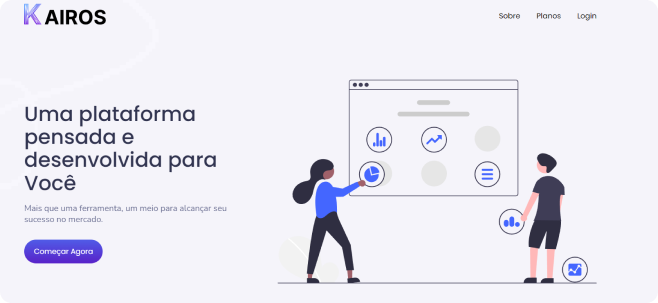 KAIROS
Sobre Planos Login
Uma plataforma
pensada e
desenvolvida para
Você
Mais que uma ferramenta, um meio para alcançar seu
sucesso no mercado.
Começar Agora